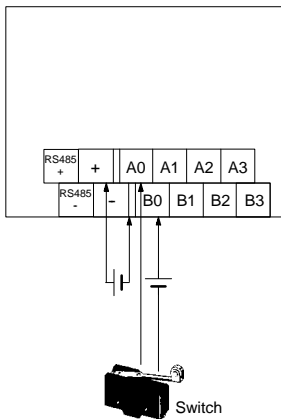 RS485 + + A0 A1 A2 A3
RS485 - - B0 B1 B2 B3
Switch